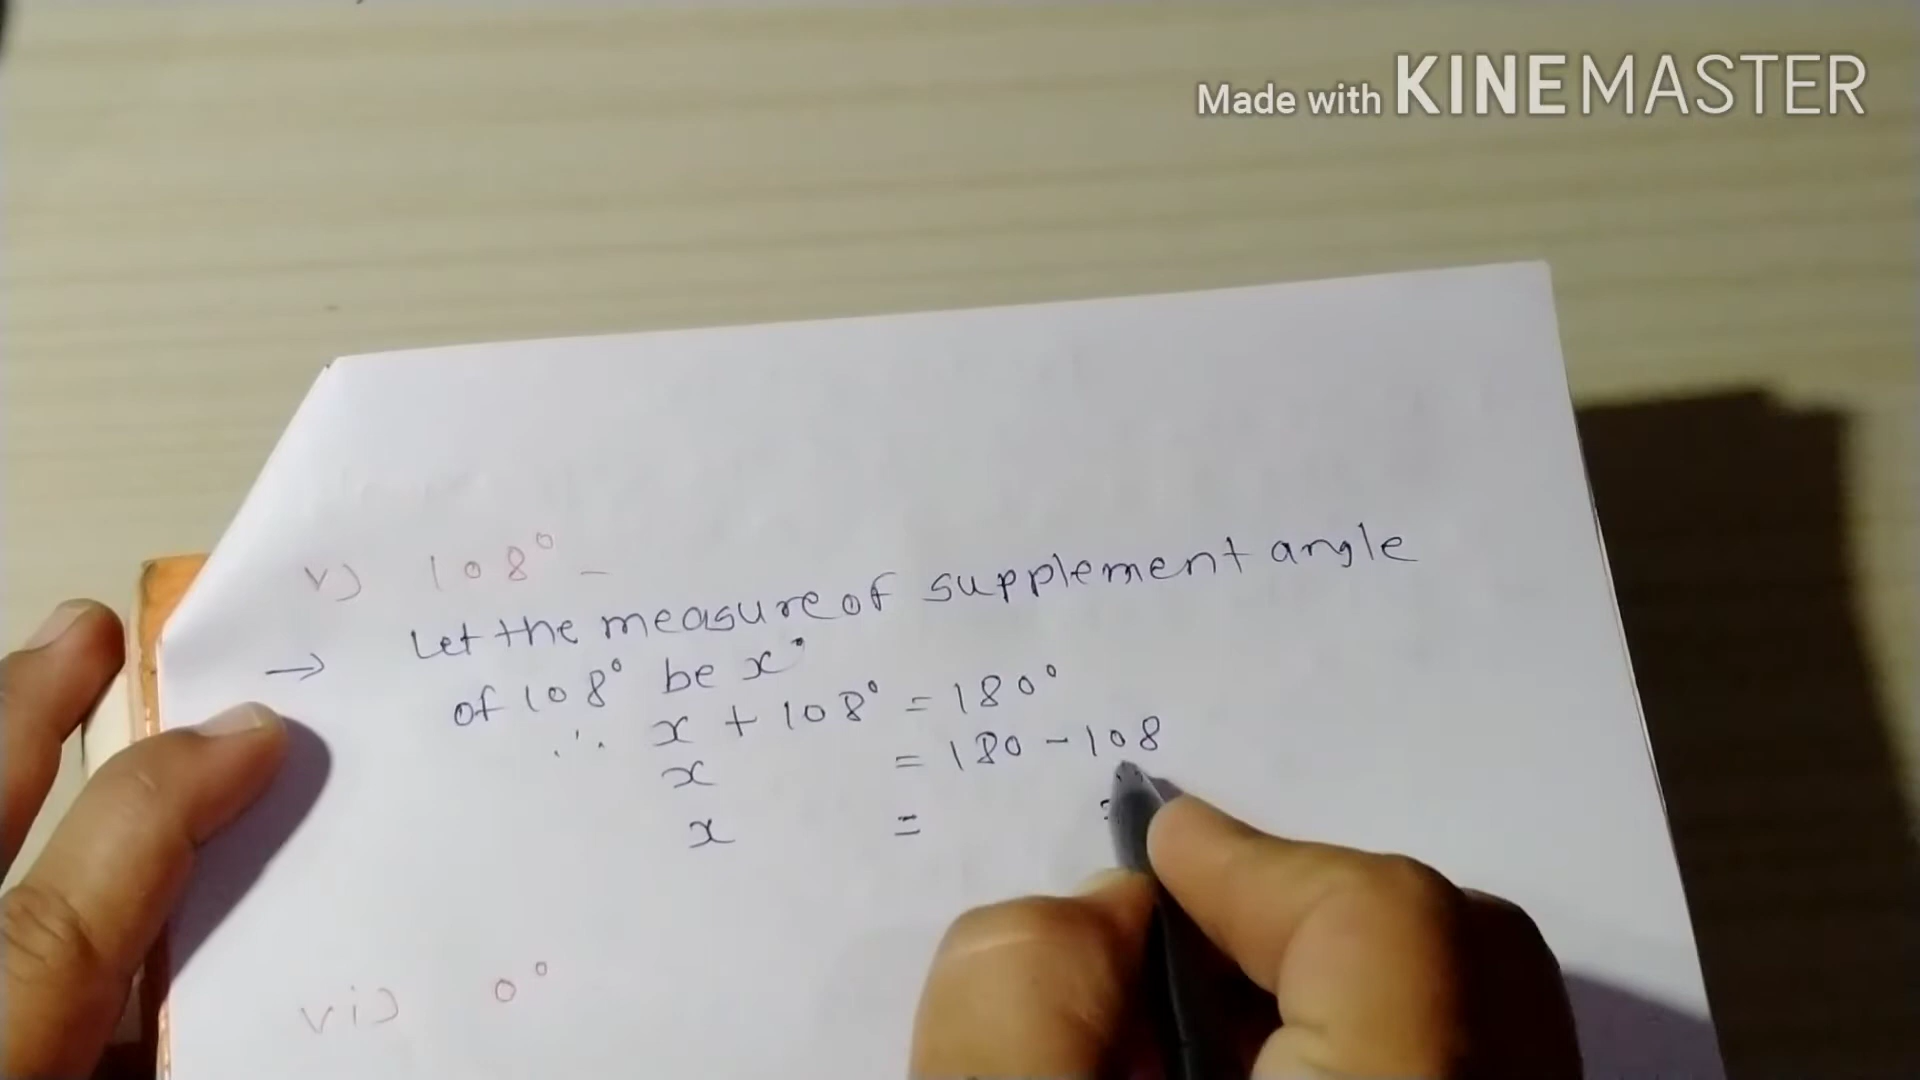 Made with KINEMASTER
v) 108° -
→ Let the measure of supplement angle
of 108° be x°
∴ x + 108° = 180°
x = 180 - 108
x =
vi) 0°